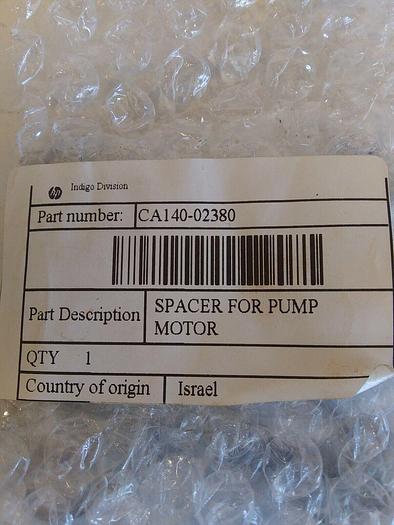 hp Indigo Division
Part number: CA140-02380
Part Description SPACER FOR PUMP
MOTOR
QTY 1
Country of origin Israel